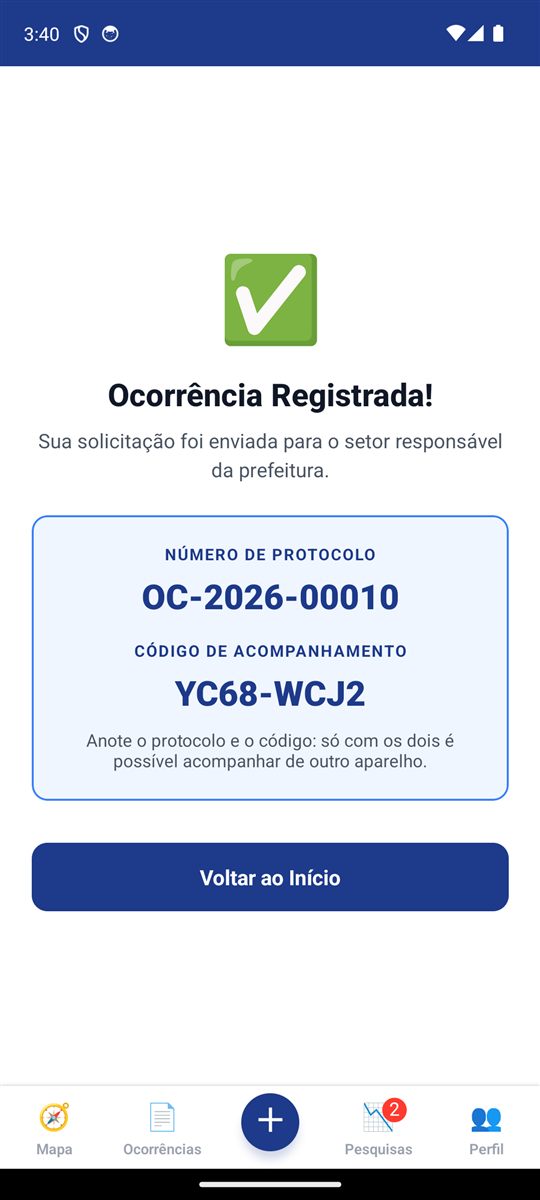 3:40
Ocorrência Registrada!
Sua solicitação foi enviada para o setor responsável
da prefeitura.
NÚMERO DE PROTOCOLO
OC-2026-00010
CÓDIGO DE ACOMPANHAMENTO
YC68-WCJ2
Anote o protocolo e o código: só com os dois é
possível acompanhar de outro aparelho.
Voltar ao Início
2
Mapa Ocorrências Pesquisas Perfil